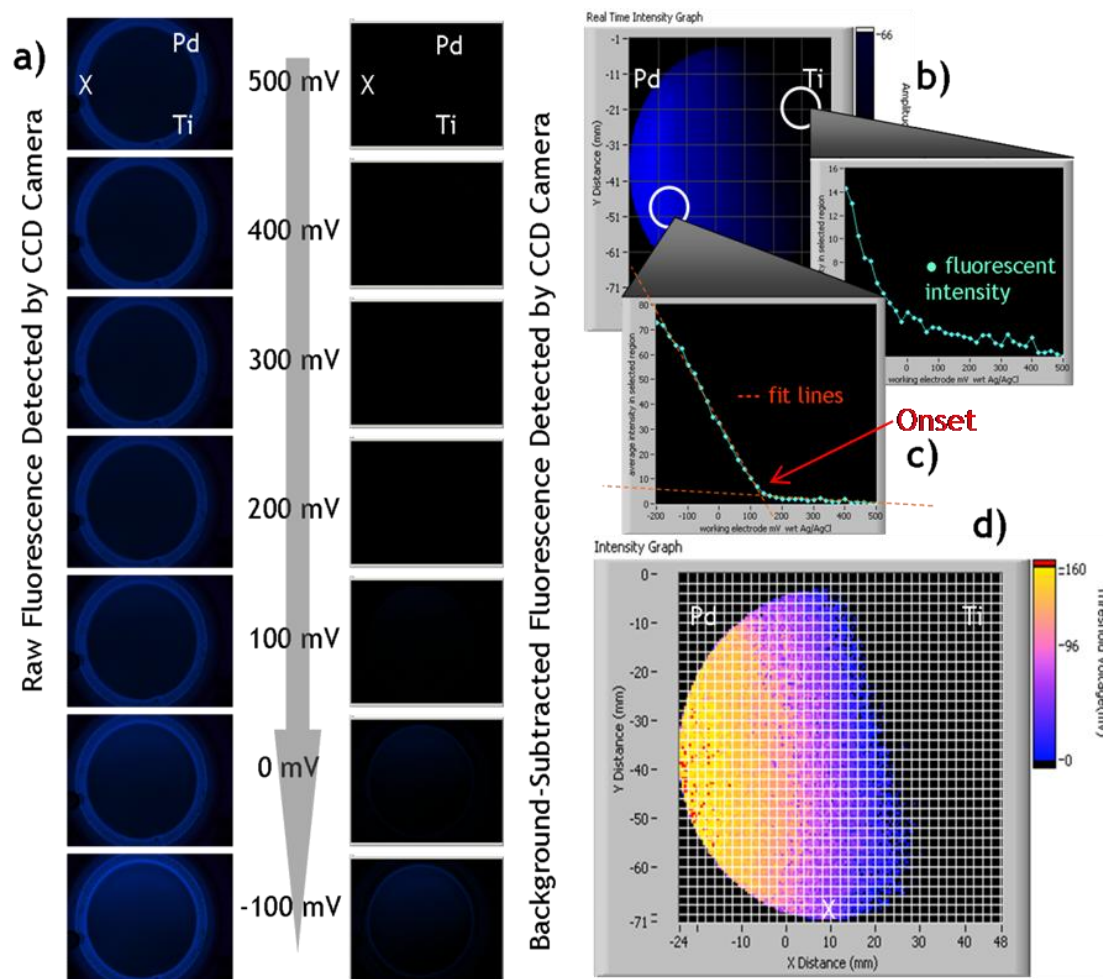 a)
Raw Fluorescence Detected by CCD Camera
Pd
X
Ti
500 mV
400 mV
300 mV
200 mV
100 mV
0 mV
-100 mV
Pd
X
Ti
Background-Subtracted Fluorescence Detected by CCD Camera
Real Time Intensity Graph
b)
Y Distance (mm)
-1
-11
-21
-31
-41
-51
-61
-71
Pd
Ti
-66
16
14
12
10
8
in selected region
fluorescent
intensity
0 100 200 300 400 500
working electrode mV wrt Ag/AgCl
c)
average intensity in selected region
80
70
60
50
40
30
20
10
0
--- fit lines
Onset
-200 -100 0 100 200 300 400 500
working electrode mV wrt Ag/AgCl
d)
Intensity Graph
Y Distance (mm)
0
-10
-20
-30
-40
-50
-60
-71
Pd
Ti
X
-24 -10 0 10 20 30 40 48
X Distance (mm)
160
-96
-0
Threshold Voltage(mV)